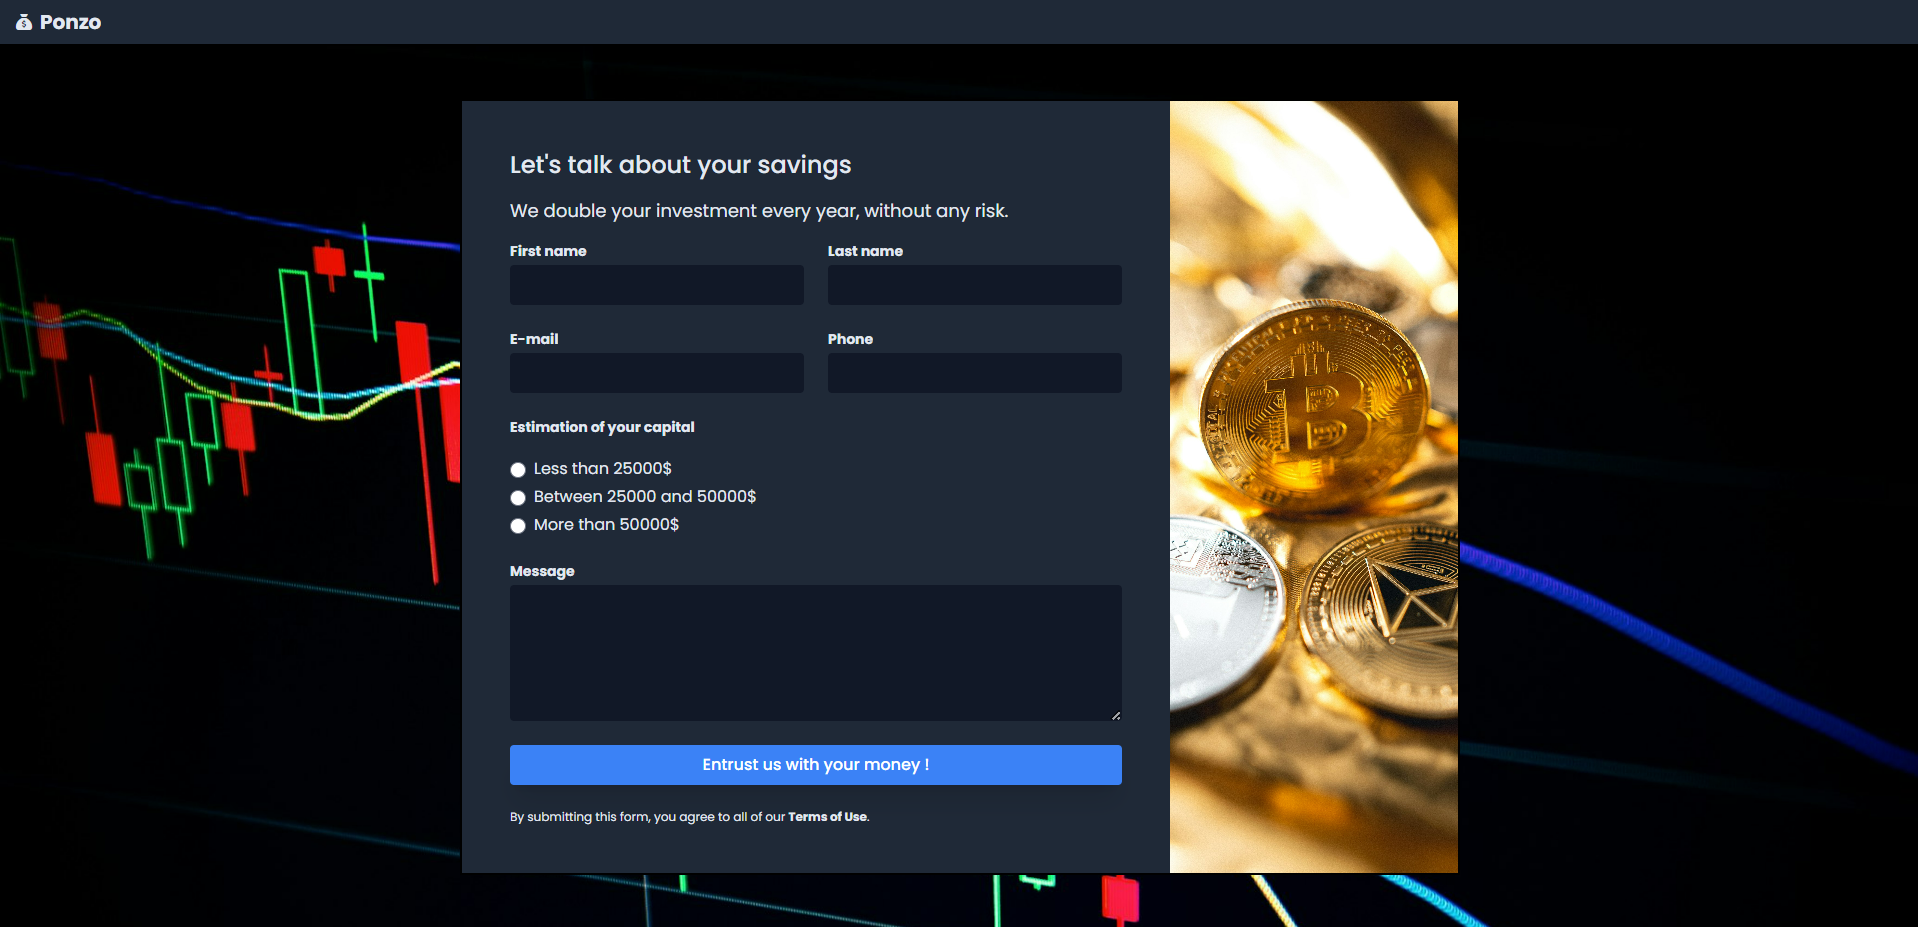 Ponzo
Let's talk about your savings
We double your investment every year, without any risk.
First name
Last name
E-mail
Phone
Estimation of your capital
Less than 25000$
Between 25000 and 50000$
More than 50000$
Message
Entrust us with your money !
By submitting this form, you agree to all of our Terms of Use.